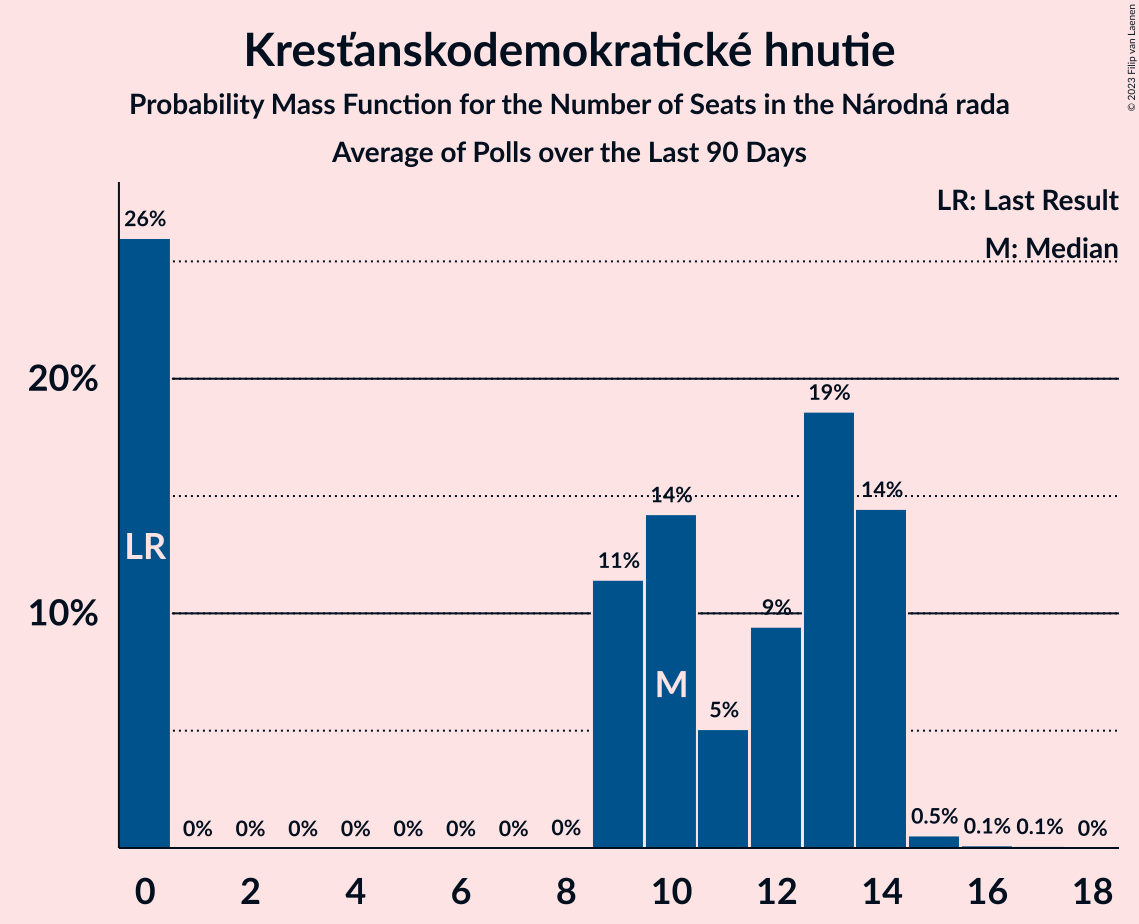 Kresťanskodemokratické hnutie
Probability Mass Function for the Number of Seats in the Národná rada
Average of Polls over the Last 90 Days
© 2023 Filip van Laenen
LR: Last Result
M: Median
26%
20%
19%
14%
14%
LR
11%
10%
9%
M
5%
0% 0% 0% 0% 0% 0% 0% 0% 0.5% 0.1% 0.1% 0%
0 2 4 6 8 10 12 14 16 18